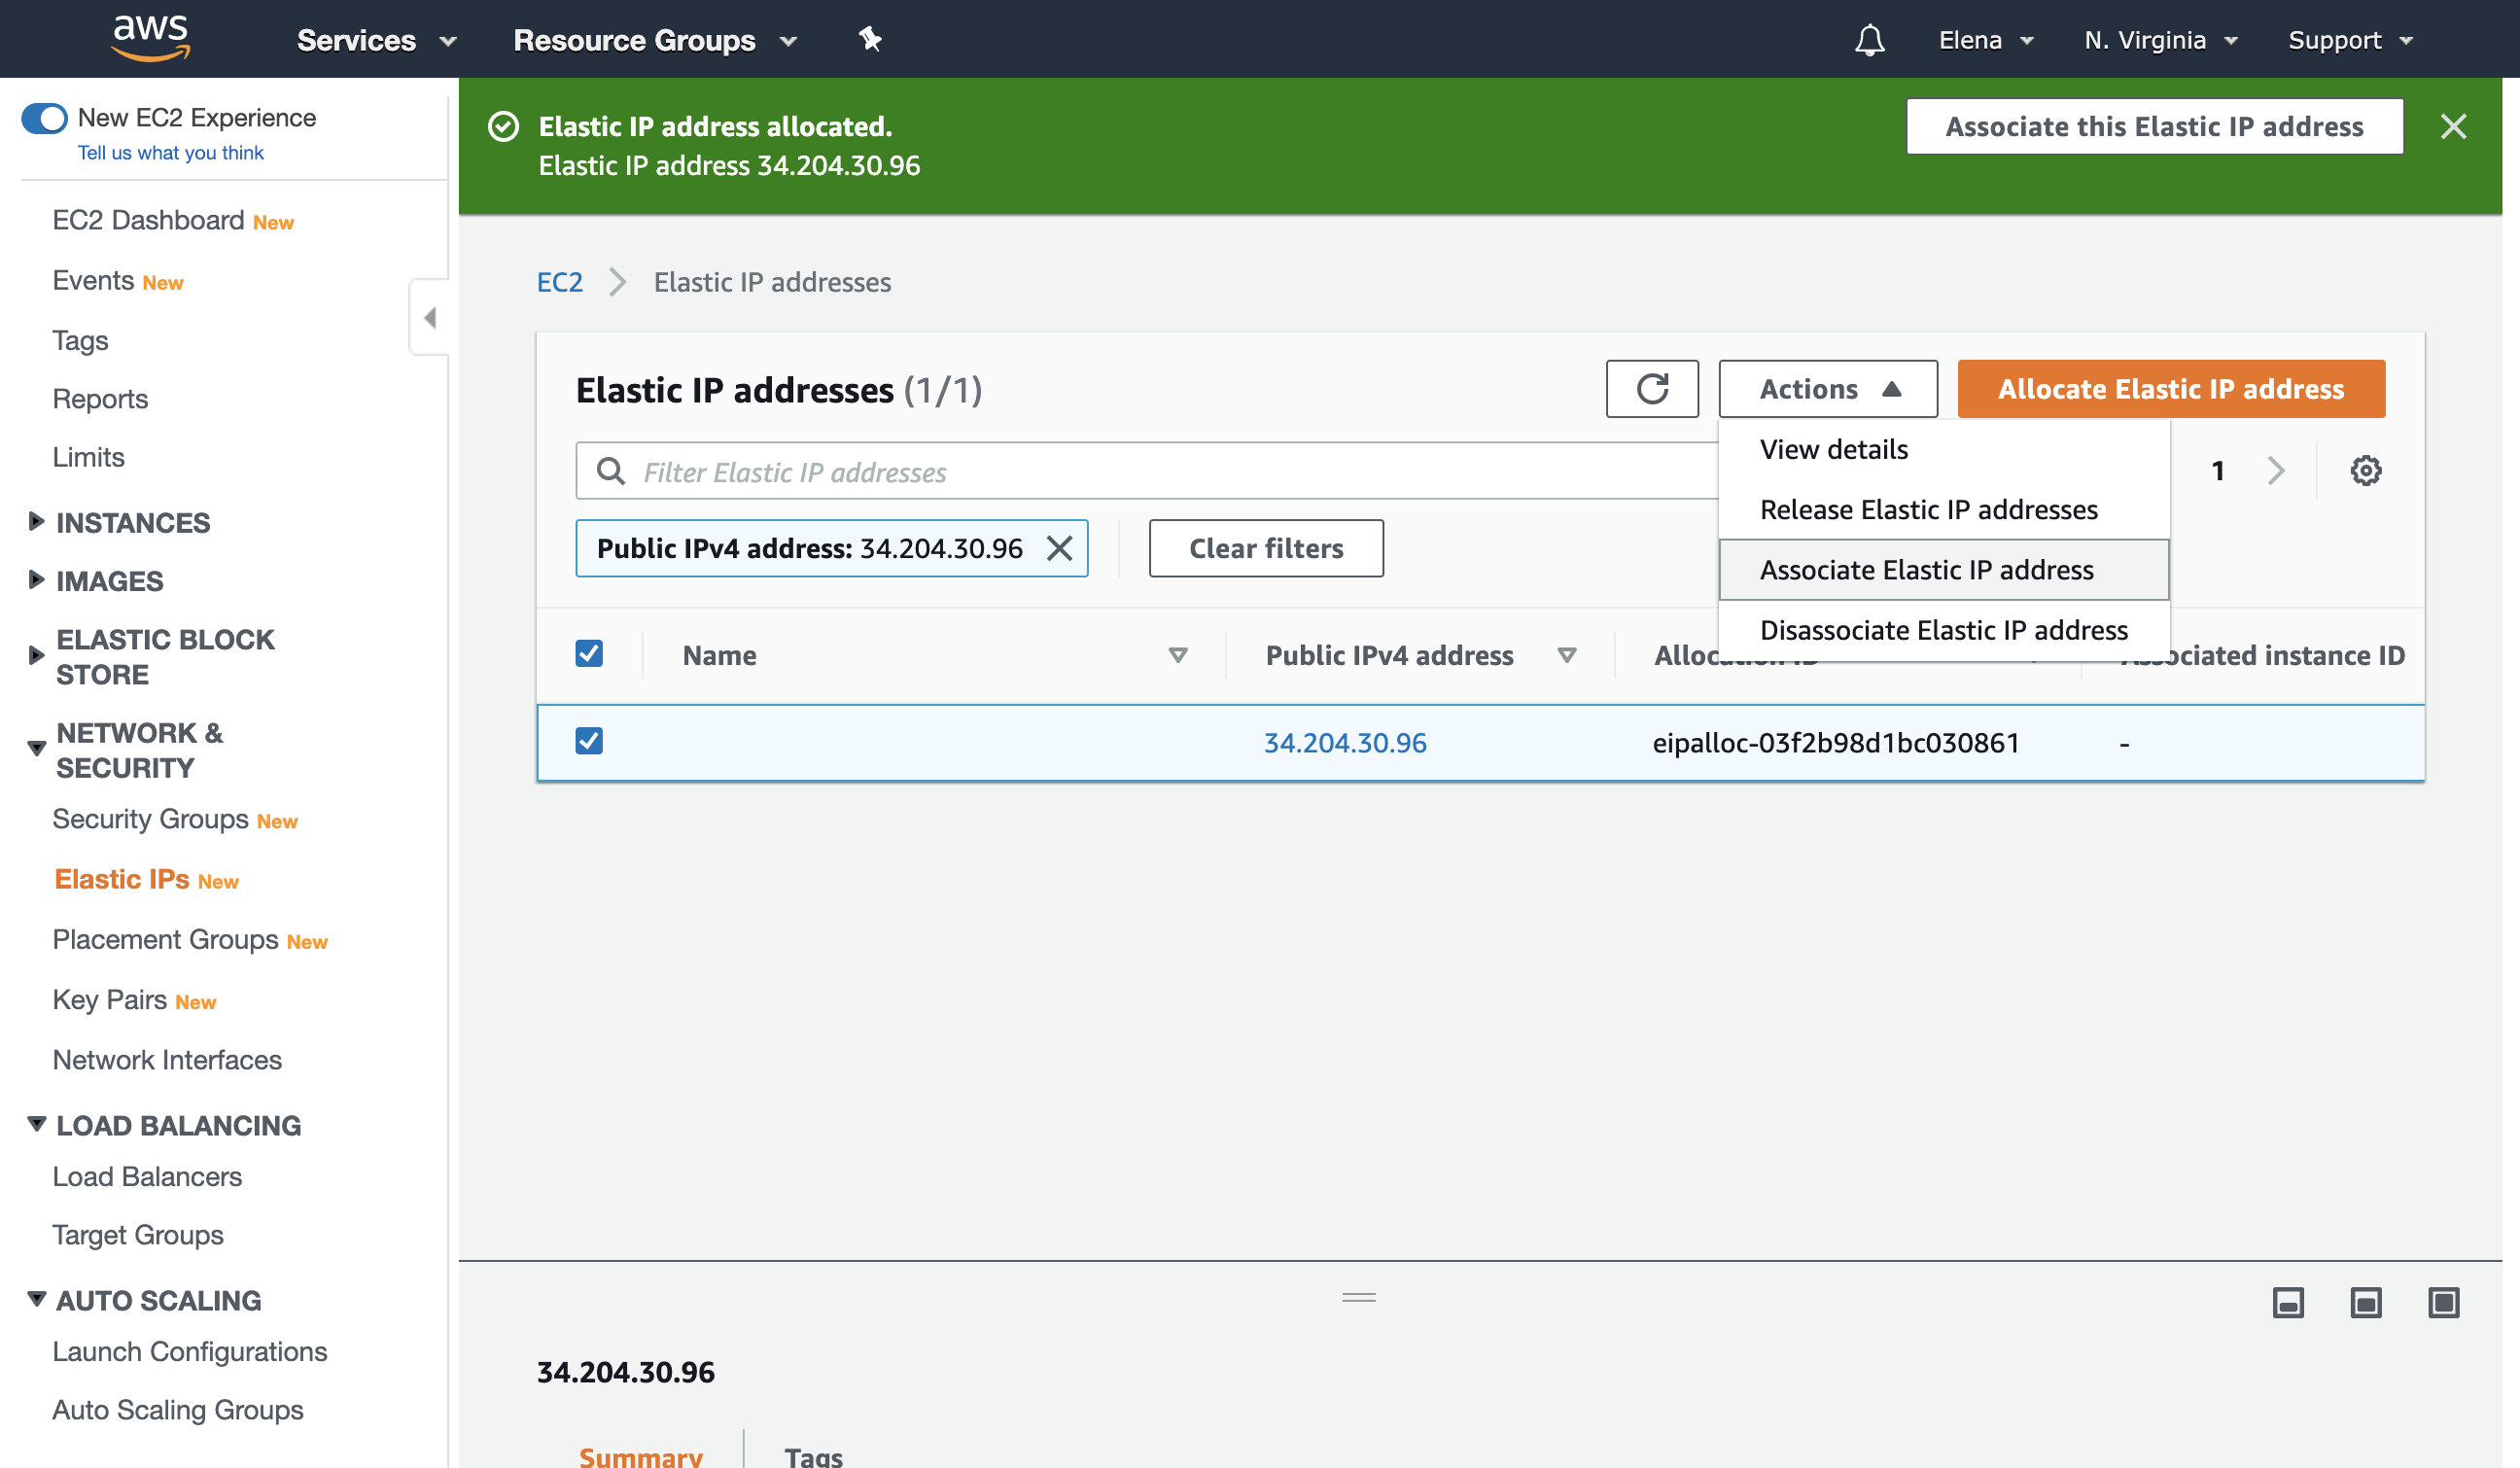 aws
Services
Resource Groups
Elena
N. Virginia
Support
New EC2 Experience
Tell us what you think
EC2 Dashboard New
Events New
Tags
Reports
Limits
INSTANCES
IMAGES
ELASTIC BLOCK
STORE
NETWORK &
SECURITY
Security Groups New
Elastic IPs New
Placement Groups New
Key Pairs New
Network Interfaces
LOAD BALANCING
Load Balancers
Target Groups
AUTO SCALING
Launch Configurations
Auto Scaling Groups
Elastic IP address allocated.
Elastic IP address 34.204.30.96
Associate this Elastic IP address
EC2
Elastic IP addresses
Elastic IP addresses (1/1)
Actions
Allocate Elastic IP address
Filter Elastic IP addresses
1
View details
Release Elastic IP addresses
Associate Elastic IP address
Disassociate Elastic IP address
Public IPv4 address: 34.204.30.96
Clear filters
Name
Public IPv4 address
Allocation ID
Associated instance ID
34.204.30.96
eipalloc-03f2b98d1bc030861
-
34.204.30.96
Summary
Tags